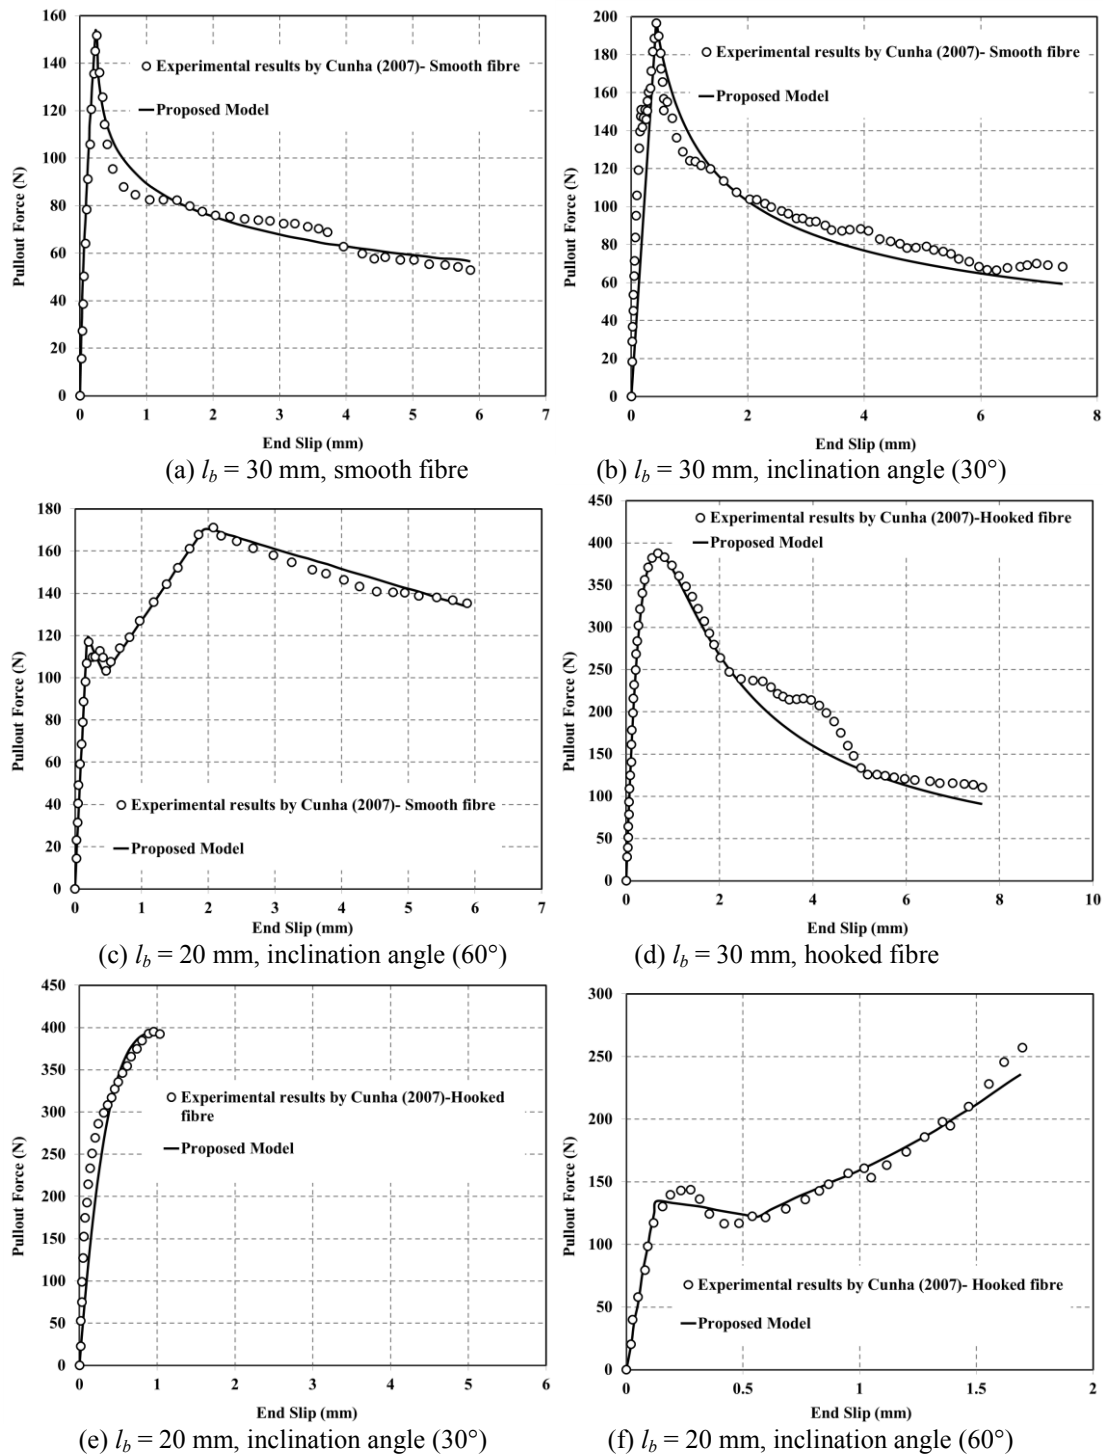 160
140
120
100
80
60
40
20
0
Pullout Force (N)
Experimental results by Cunha (2007)- Smooth fibre
Proposed Model
0 1 2 3 4 5 6 7
End Slip (mm)
(a) l_b = 30 mm, smooth fibre
200
180
160
140
120
100
80
60
40
20
0
Pullout Force (N)
Experimental results by Cunha (2007)- Smooth fibre
Proposed Model
0 2 4 6 8
End Slip (mm)
(b) l_b = 30 mm, inclination angle (30°)
180
160
140
120
100
80
60
40
20
0
Pullout Force (N)
Experimental results by Cunha (2007)- Smooth fibre
Proposed Model
0 1 2 3 4 5 6 7
End Slip (mm)
(c) l_b = 20 mm, inclination angle (60°)
450
400
350
300
250
200
150
100
50
0
Pullout Force (N)
Experimental results by Cunha (2007)-Hooked fibre
Proposed Model
0 2 4 6 8 10
End Slip (mm)
(d) l_b = 30 mm, hooked fibre
450
400
350
300
250
200
150
100
50
0
Pullout Force (N)
Experimental results by Cunha (2007)-Hooked
fibre
Proposed Model
0 1 2 3 4 5 6
End Slip (mm)
(e) l_b = 20 mm, inclination angle (30°)
300
250
200
150
100
50
0
Pullout Force (N)
Experimental results by Cunha (2007)- Hooked fibre
Proposed Model
0 0.5 1 1.5 2
End Slip (mm)
(f) l_b = 20 mm, inclination angle (60°)